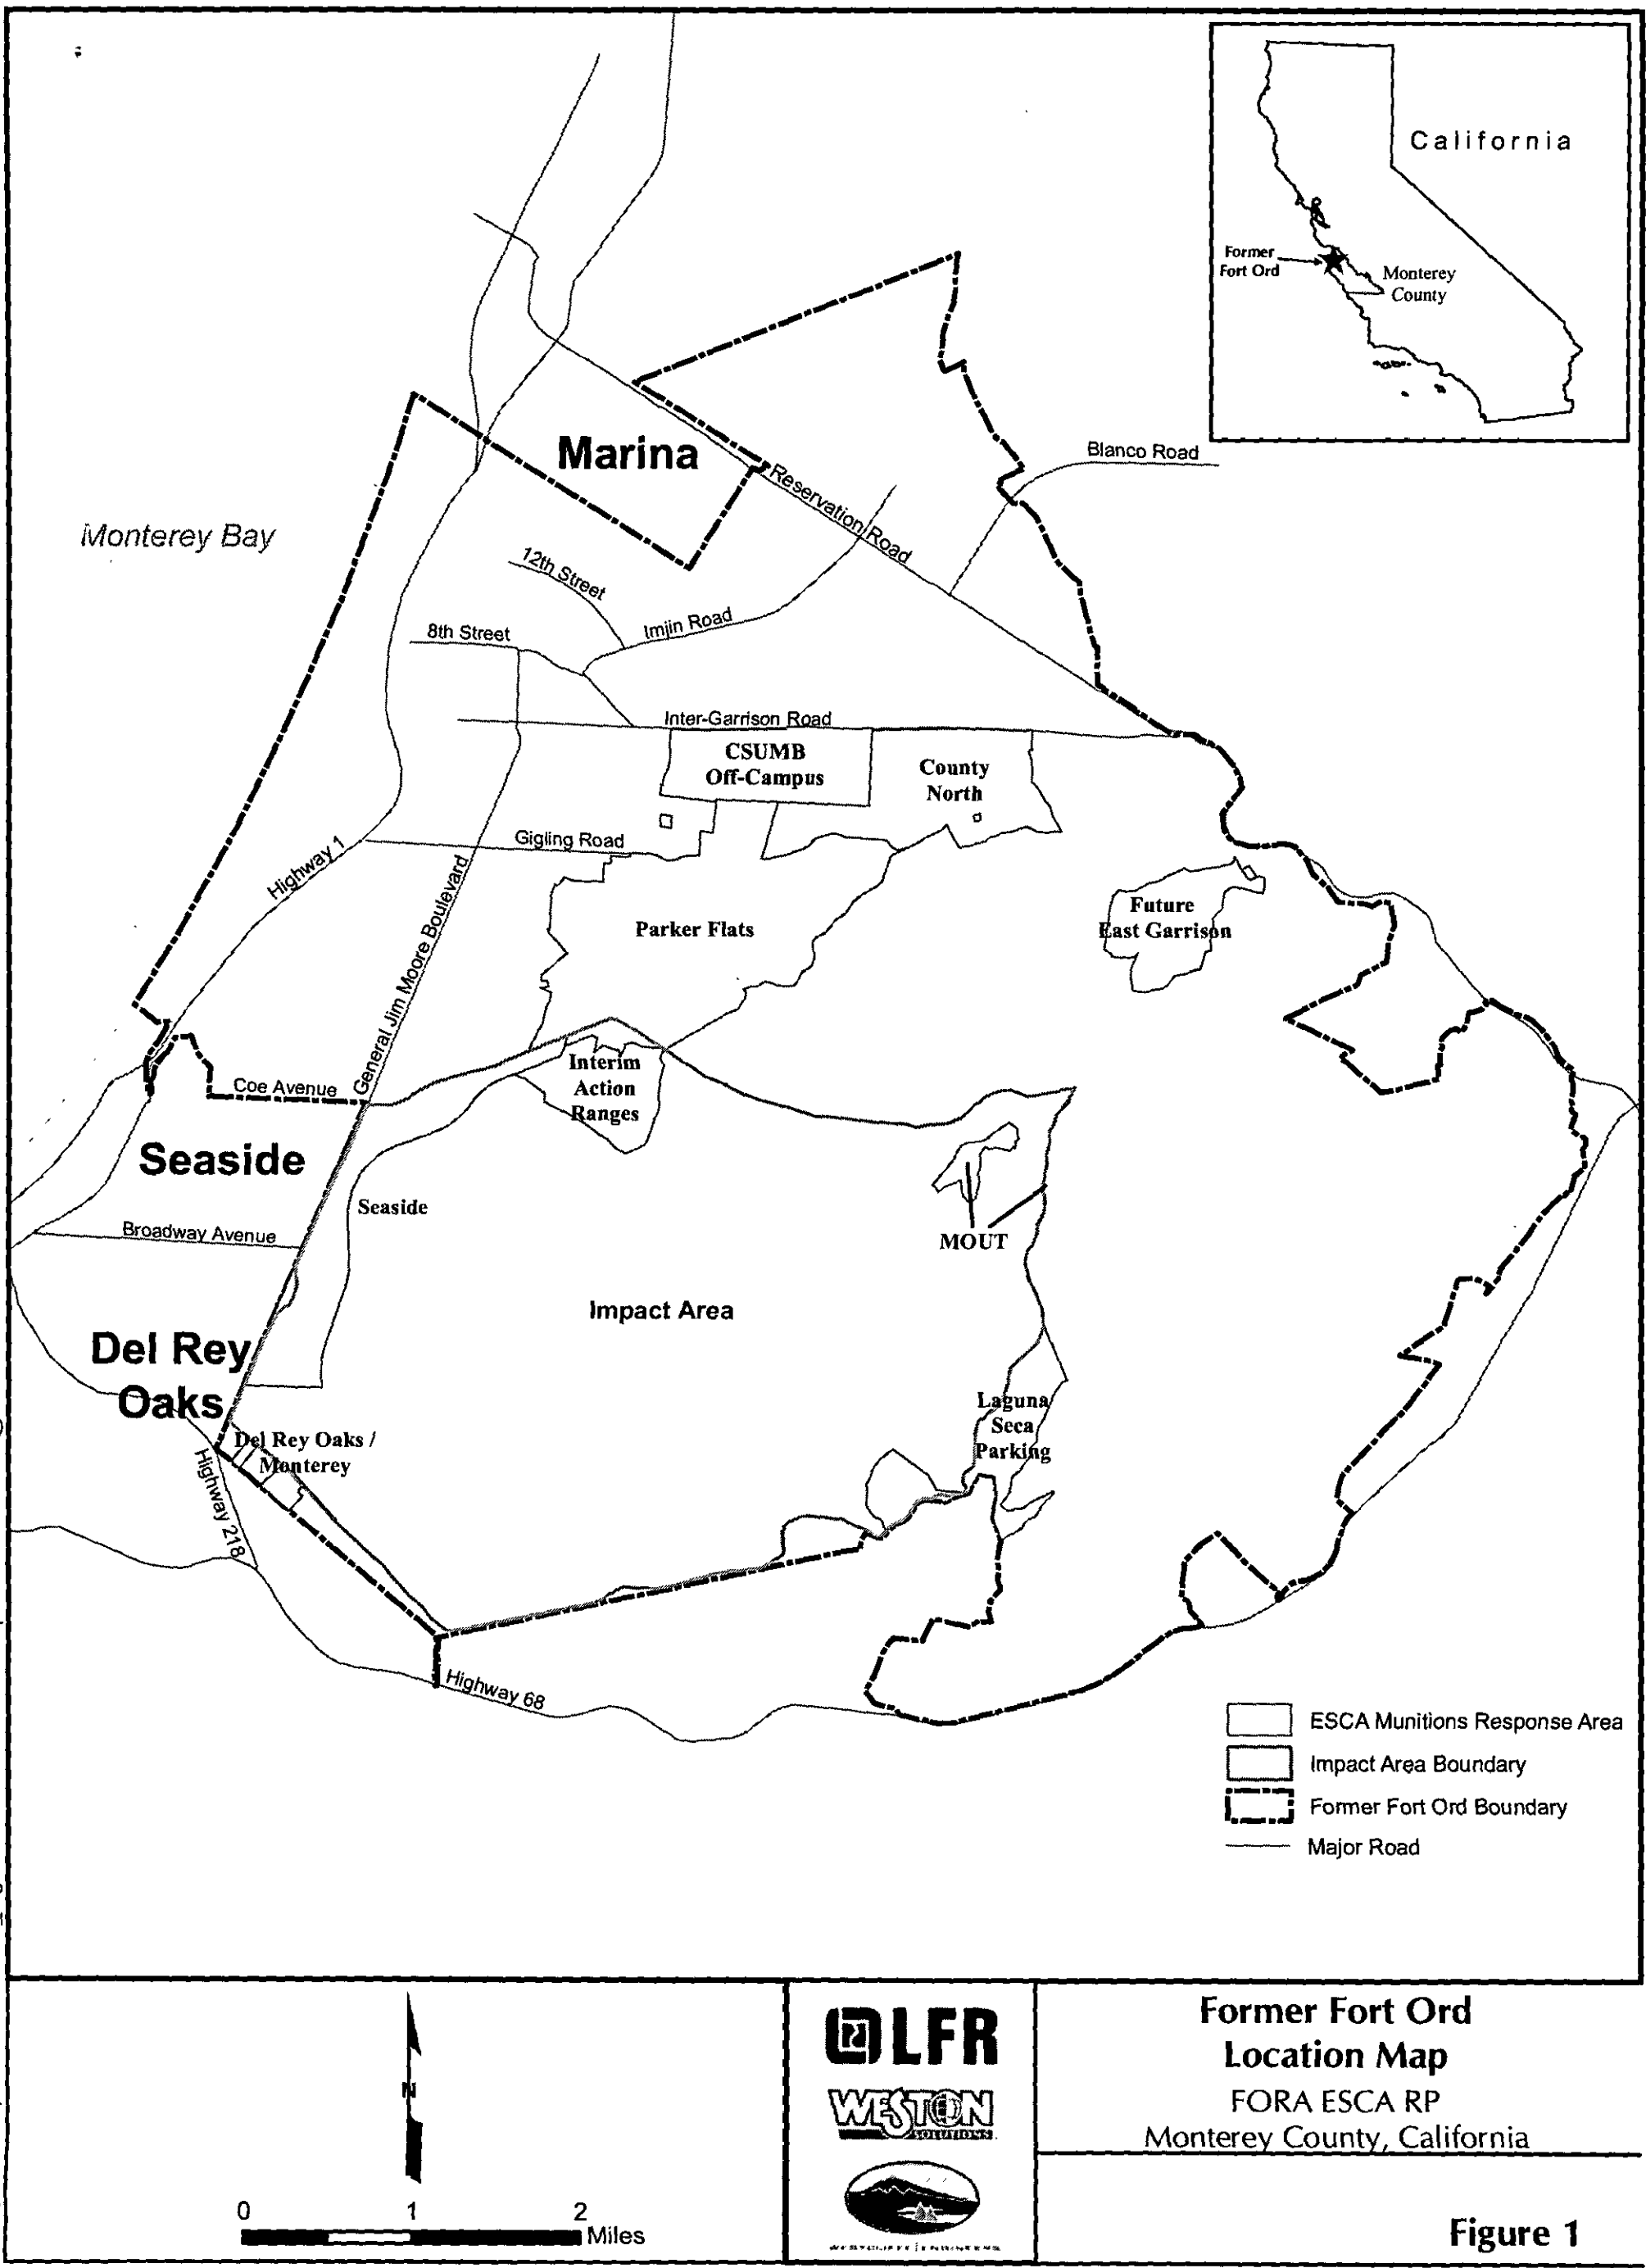 California
Former
Fort Ord
Monterey
County
Marina
Blanco Road
Reservation Road
Monterey Bay
12th Street
8th Street
Imjin Road
Inter-Garrison Road
CSUMB
Off-Campus
County
North
Gigling Road
Highway 1
General Jim Moore Boulevard
Parker Flats
Future
East Garrison
Interim
Action
Ranges
Coe Avenue
Seaside
Seaside
MOUT
Broadway Avenue
Impact Area
Del Rey
Oaks
Laguna
Seca
Parking
Del Rey Oaks /
Monterey
Highway 218
Highway 68
ESCA Munitions Response Area
Impact Area Boundary
Former Fort Ord Boundary
Major Road
N
0 1 2
Miles
LFR
WESTON
SOLUTIONS
Former Fort Ord
Location Map
FORA ESCA RP
Monterey County, California
Figure 1